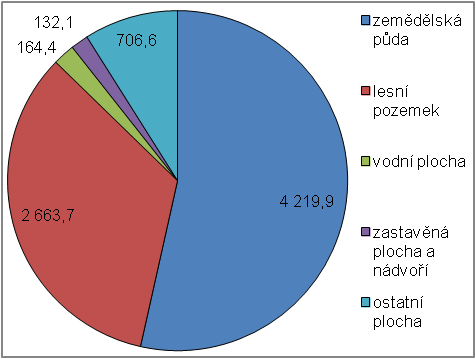 132,1
164,4
706,6
4 219,9
2 663,7
zemědělská
půda
lesní
pozemek
vodní plocha
zastavěná
plocha a
nádvoří
ostatní
plocha